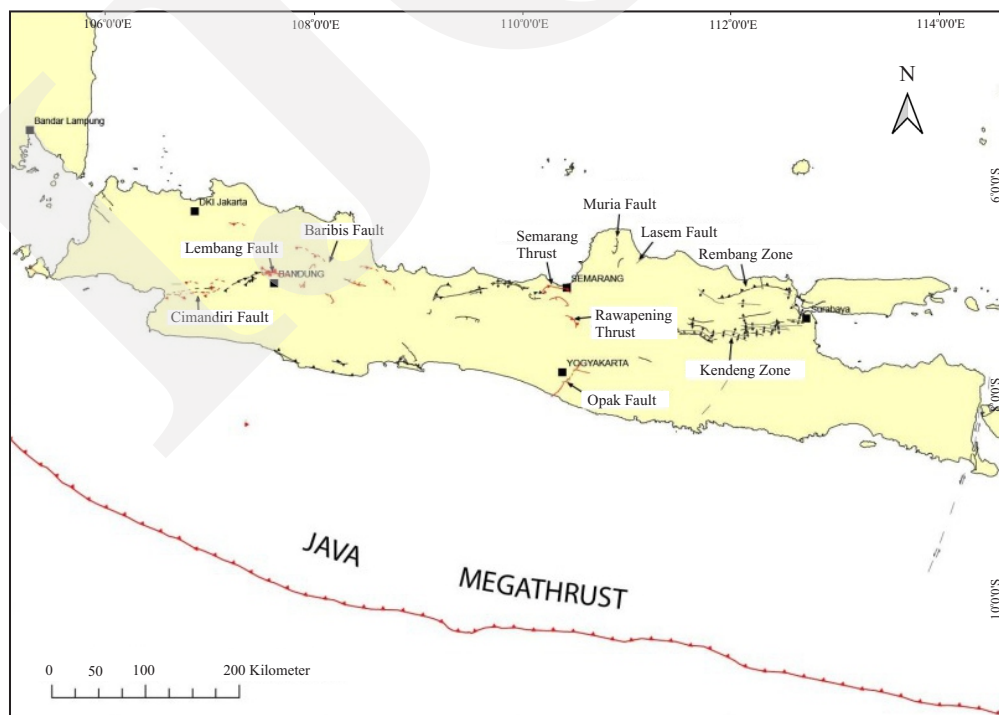 106°0'0"E
108°0'0"E
110°0'0"E
112°0'0"E
114°0'0"E
N
Bandar Lampung
6°0'0"S
DKI Jakarta
Muria Fault
Baribis Fault
Lasem Fault
Lembang Fault
Semarang
Thrust
Rembang Zone
BANDUNG
SEMARANG
Cimandiri Fault
Rawapening
Thrust
Surabaya
YOGYAKARTA
Kendeng Zone
8°0'0"S
Opak Fault
JAVA
MEGATHRUST
10°0'0"S
0 50 100 200 Kilometer